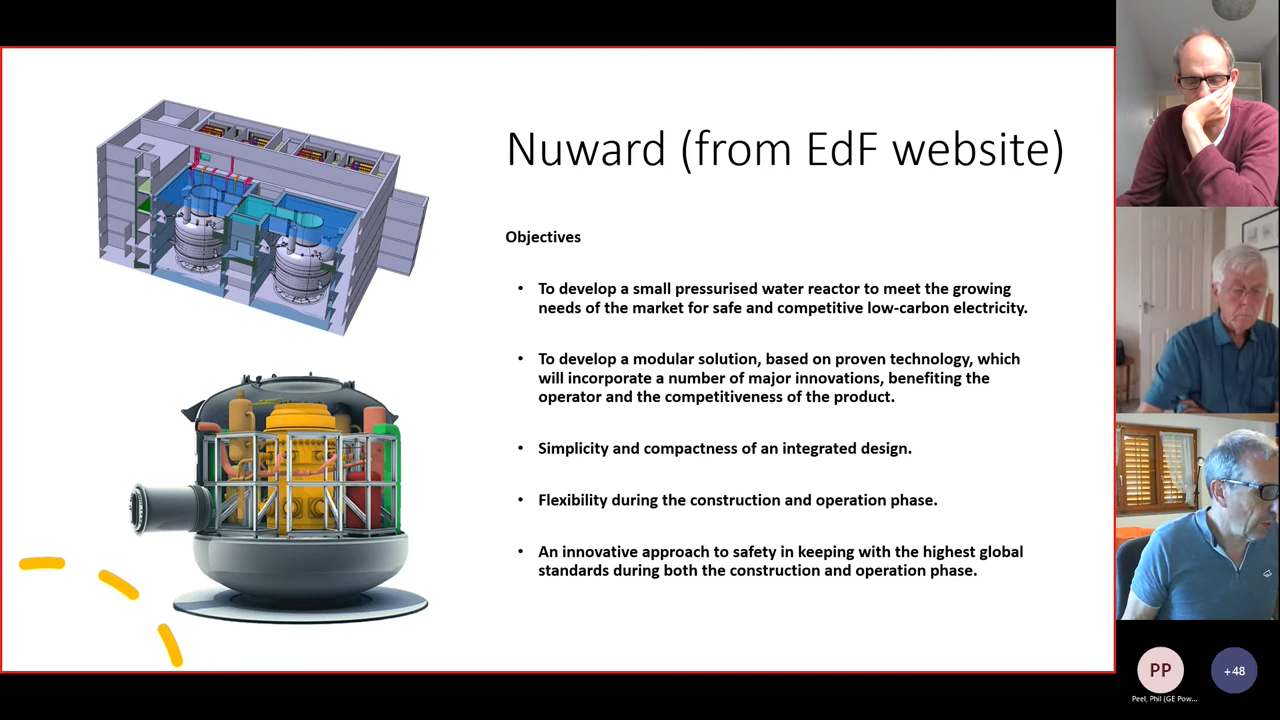 Nuward (from EdF website)
Objectives
• To develop a small pressurised water reactor to meet the growing
needs of the market for safe and competitive low-carbon electricity.
• To develop a modular solution, based on proven technology, which
will incorporate a number of major innovations, benefiting the
operator and the competitiveness of the product.
• Simplicity and compactness of an integrated design.
• Flexibility during the construction and operation phase.
• An innovative approach to safety in keeping with the highest global
standards during both the construction and operation phase.
PP
+48
Peel, Phil (GE Pow...